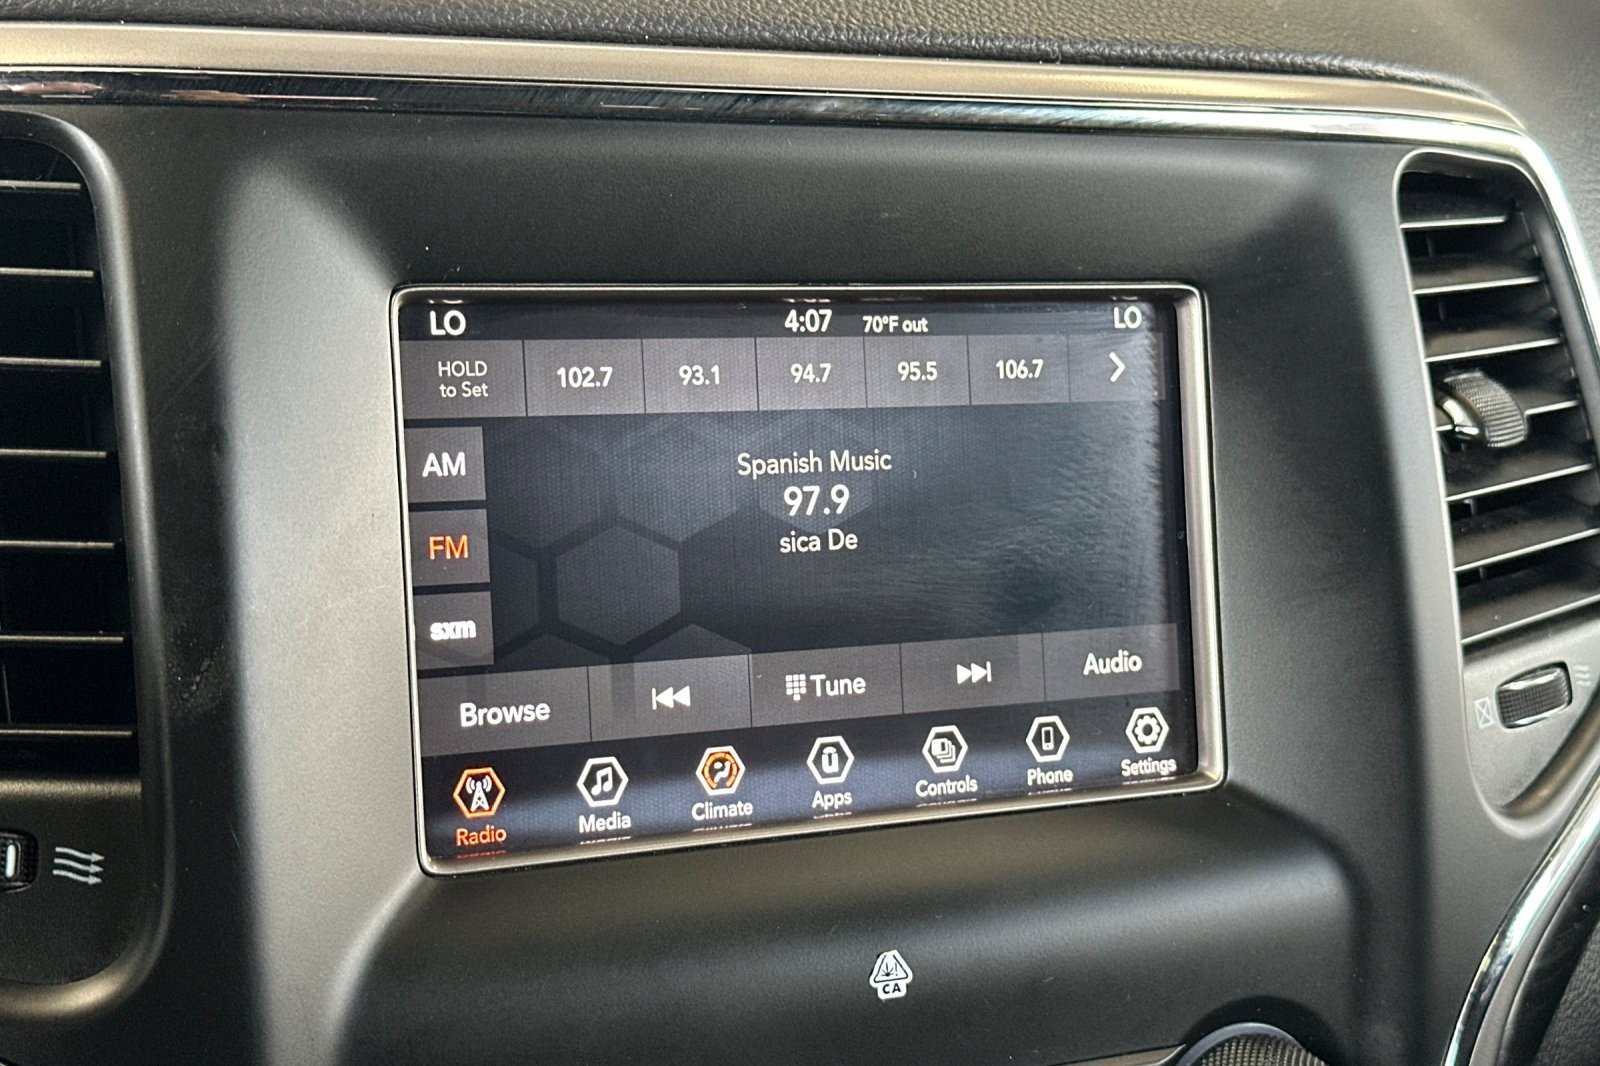 LO 4:07 70°F out LO
HOLD
to Set
102.7 93.1 94.7 95.5 106.7
AM
FM
sxm
Spanish Music
97.9
sica De
Browse Tune Audio
Radio Media Climate Apps Controls Phone Settings
CA